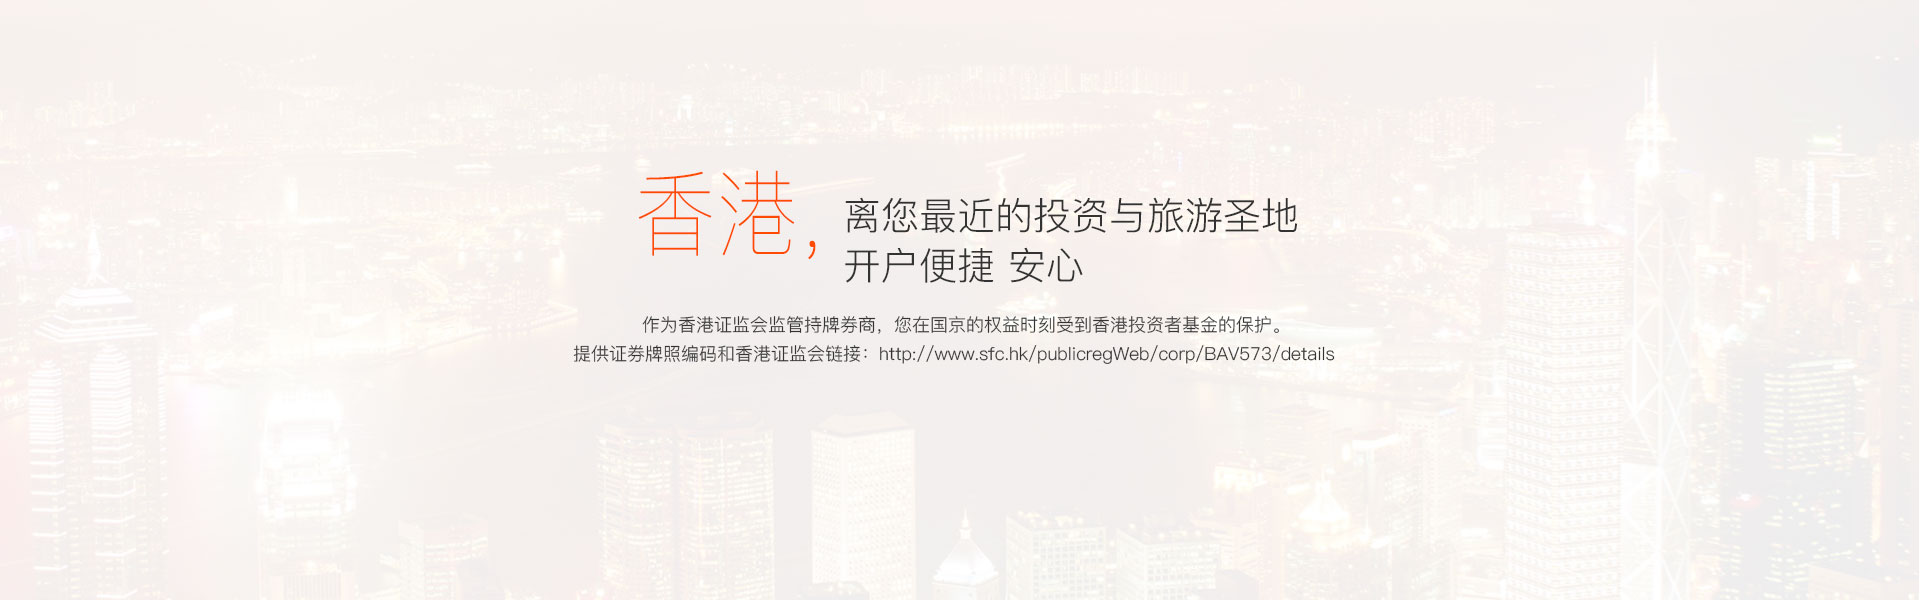 香港，
离您最近的投资与旅游圣地
开户便捷 安心
作为香港证监会监管持牌券商，您在国京的权益时刻受到香港投资者基金的保护。
提供证券牌照编码和香港证监会链接：http://www.sfc.hk/publicregWeb/corp/BAV573/details